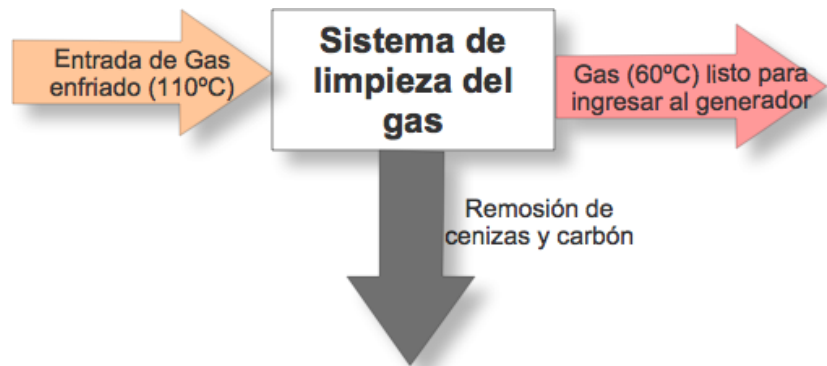 Entrada de Gas
enfriado (110ºC)
Sistema de
limpieza del
gas
Gas (60ºC) listo para
ingresar al generador
Remosión de
cenizas y carbón